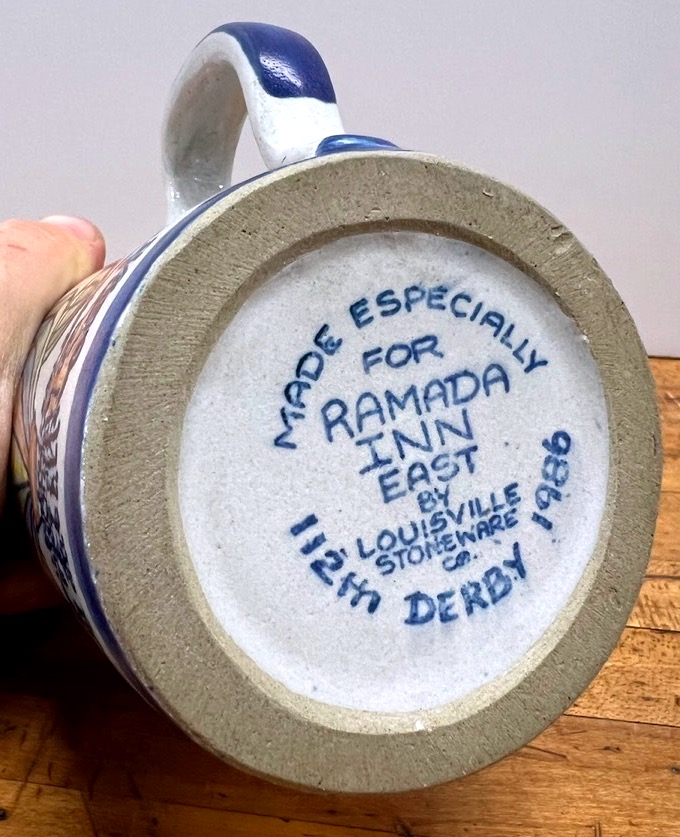 MADE ESPECIALLY
FOR
RAMADA
INN
EAST
BY
LOUISVILLE
STONEWARE
CO.
112th DERBY 1986